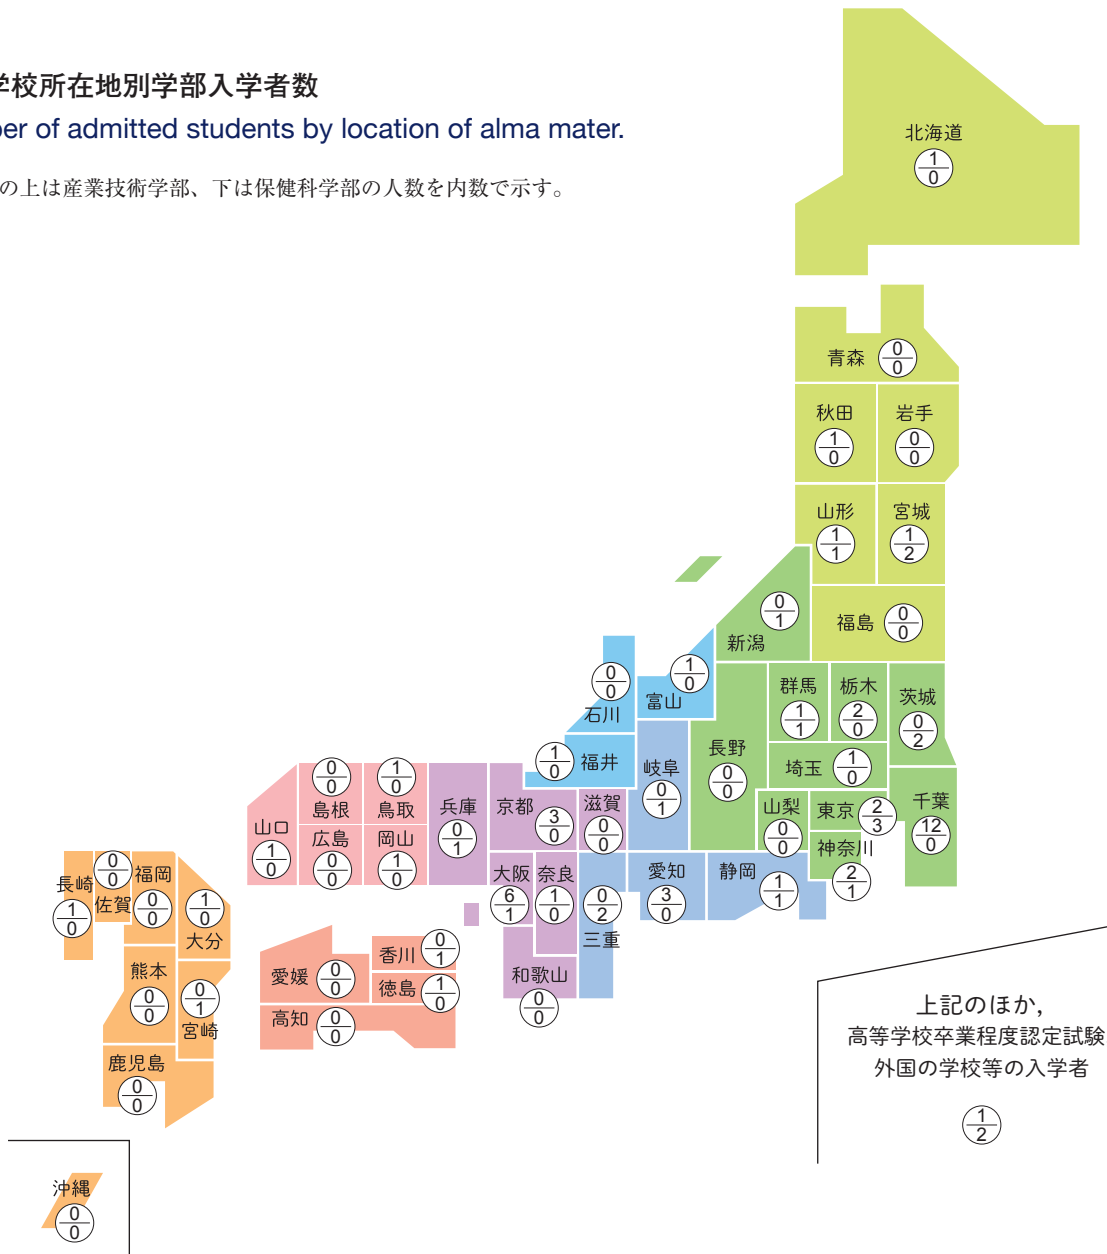 学校所在地別学部入学者数
ber of admitted students by location of alma mater.
の上は産業技術学部、下は保健科学部の人数を内数で示す。
北海道
1
0
青森
0
0
秋田
1
0
岩手
0
0
山形
1
1
宮城
1
2
福島
0
0
新潟
0
1
富山
1
0
石川
0
0
福井
1
0
群馬
1
1
栃木
2
0
茨城
0
2
長野
0
0
埼玉
1
0
山梨
0
0
東京
2
3
千葉
12
0
神奈川
2
1
岐阜
0
1
愛知
3
0
静岡
1
1
三重
0
2
滋賀
0
0
京都
3
0
兵庫
0
1
大阪
6
1
奈良
1
0
和歌山
0
0
鳥取
1
0
島根
0
0
岡山
1
0
広島
0
0
山口
1
0
香川
0
1
徳島
1
0
愛媛
0
0
高知
0
0
福岡
0
0
佐賀
0
0
長崎
1
0
大分
1
0
熊本
0
0
宮崎
0
1
鹿児島
0
0
沖縄
0
0
上記のほか,
高等学校卒業程度認定試験
外国の学校等の入学者
1
2